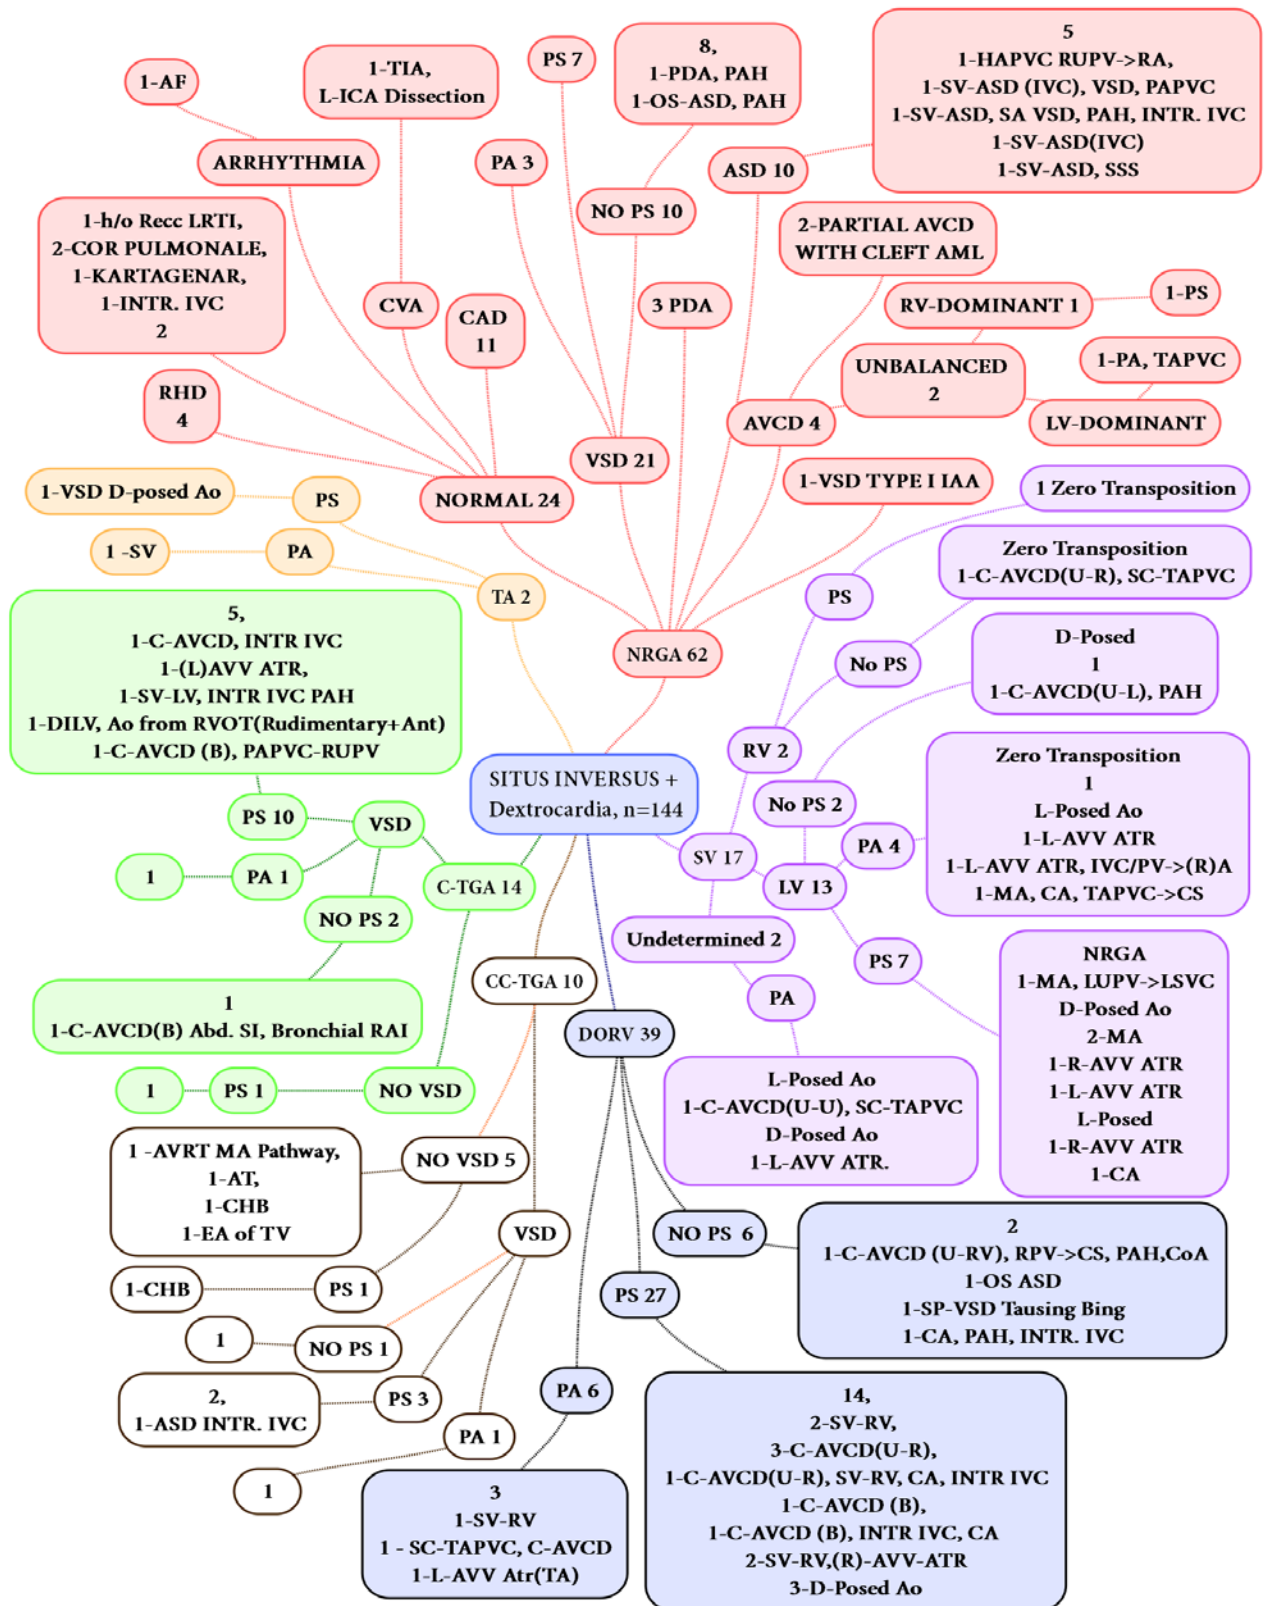 1-AF
ARRHYTHMIA
1-TIA,
L-ICA Dissection
PS 7
8,
1-PDA, PAH
1-OS-ASD, PAH
5
1-HAPVC RUPV->RA,
1-SV-ASD (IVC), VSD, PAPVC
1-SV-ASD, SA VSD, PAH, INTR. IVC
1-SV-ASD(IVC)
1-SV-ASD, SSS
PA 3
ASD 10
NO PS 10
1-h/o Recc LRTI,
2-COR PULMONALE,
1-KARTAGENAR,
1-INTR. IVC
2
2-PARTIAL AVCD
WITH CLEFT AML
CVA
CAD
11
3 PDA
RV-DOMINANT 1
1-PS
UNBALANCED
2
1-PA, TAPVC
RHD
4
AVCD 4
LV-DOMINANT
VSD 21
NORMAL 24
1-VSD TYPE I IAA
1-VSD D-posed Ao
PS
1 Zero Transposition
1 -SV
PA
Zero Transposition
1-C-AVCD(U-R), SC-TAPVC
TA 2
PS
5,
1-C-AVCD, INTR IVC
1-(L)AVV ATR,
1-SV-LV, INTR IVC PAH
1-DILV, Ao from RVOT(Rudimentary+Ant)
1-C-AVCD (B), PAPVC-RUPV
NRGA 62
No PS
D-Posed
1
1-C-AVCD(U-L), PAH
RV 2
SITUS INVERSUS +
Dextrocardia, n=144
No PS 2
Zero Transposition
1
L-Posed Ao
1-L-AVV ATR
1-L-AVV ATR, IVC/PV->(R)A
1-MA, CA, TAPVC->CS
PS 10
VSD
PA 4
SV 17
LV 13
1
PA 1
C-TGA 14
NO PS 2
Undetermined 2
PS 7
NRGA
1-MA, LUPV->LSVC
D-Posed Ao
2-MA
1-R-AVV ATR
1-L-AVV ATR
L-Posed
1-R-AVV ATR
1-CA
CC-TGA 10
PA
1
1-C-AVCD(B) Abd. SI, Bronchial RAI
DORV 39
1
PS 1
NO VSD
L-Posed Ao
1-C-AVCD(U-U), SC-TAPVC
D-Posed Ao
1-L-AVV ATR.
1 -AVRT MA Pathway,
1-AT,
1-CHB
1-EA of TV
NO VSD 5
VSD
NO PS  6
2
1-C-AVCD (U-RV), RPV->CS, PAH,CoA
1-OS ASD
1-SP-VSD Tausing Bing
1-CA, PAH, INTR. IVC
1-CHB
PS 1
PS 27
1
NO PS 1
2,
1-ASD INTR. IVC
PS 3
PA 6
PA 1
14,
2-SV-RV,
3-C-AVCD(U-R),
1-C-AVCD(U-R), SV-RV, CA, INTR IVC
1-C-AVCD (B),
1-C-AVCD (B), INTR IVC, CA
2-SV-RV,(R)-AVV-ATR
3-D-Posed Ao
1
3
1-SV-RV
1 - SC-TAPVC, C-AVCD
1-L-AVV Atr(TA)